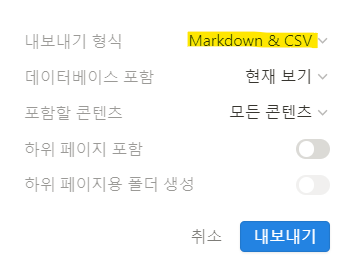 내보내기 형식 Markdown & CSV
데이터베이스 포함 현재 보기
포함할 콘텐츠 모든 콘텐츠
하위 페이지 포함
하위 페이지용 폴더 생성
취소 내보내기